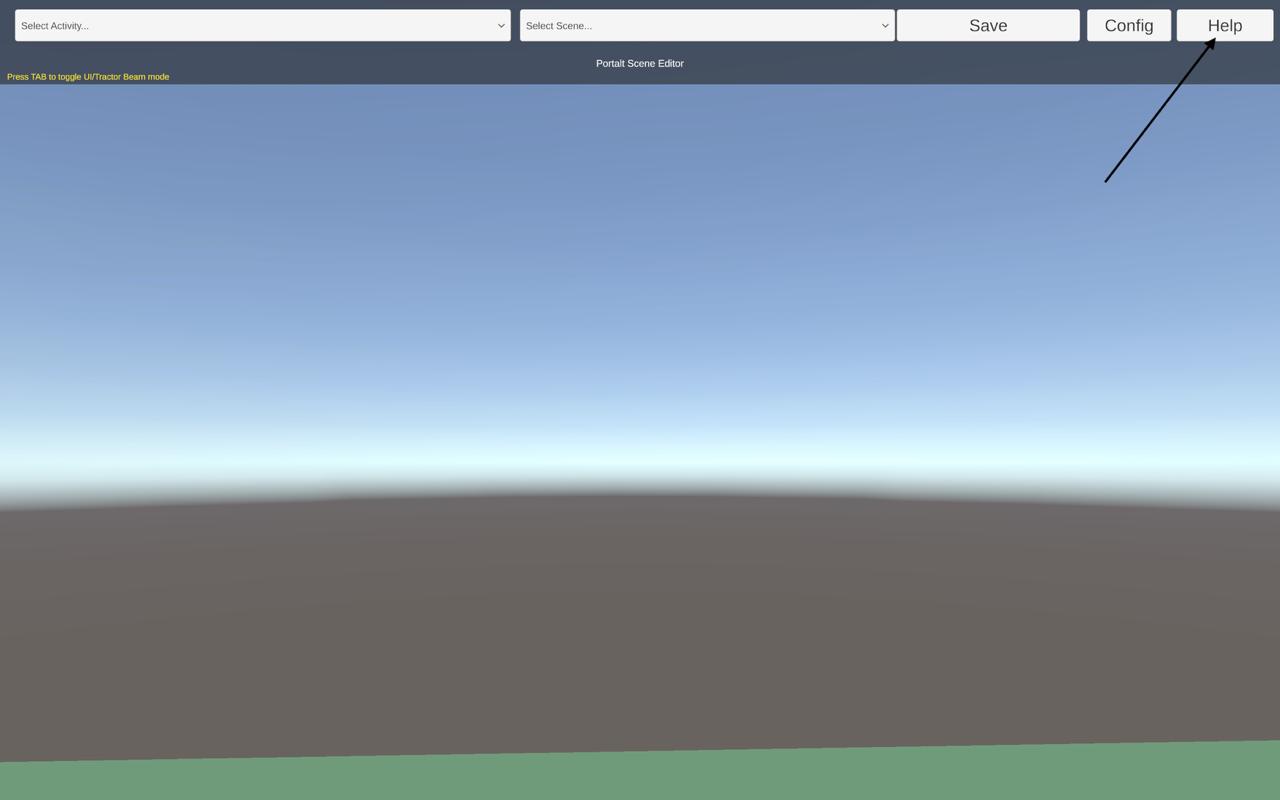 Select Activity...
Select Scene...
Save
Config
Help
Portalt Scene Editor
Press TAB to toggle UI/Tractor Beam mode